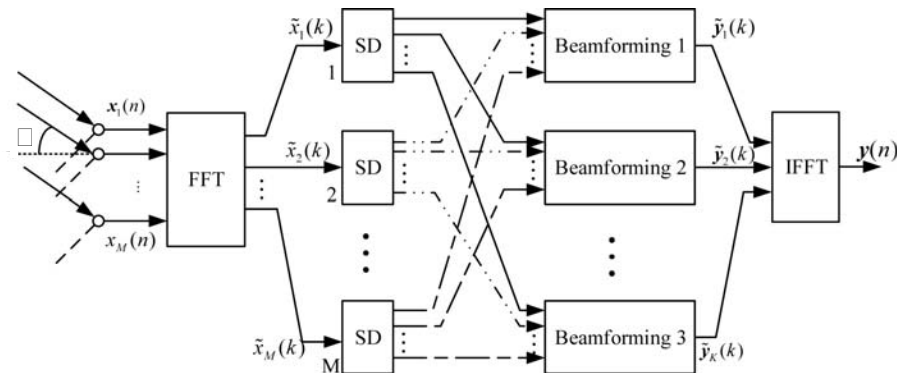 x̃₁(k)
SD
1
Beamforming 1
ỹ₁(k)
x₁(n)
FFT
x̃₂(k)
SD
2
Beamforming 2
ỹ₂(k)
IFFT
y(n)
x_M(n)
x̃_M(k)
SD
M
Beamforming 3
ỹ_K(k)